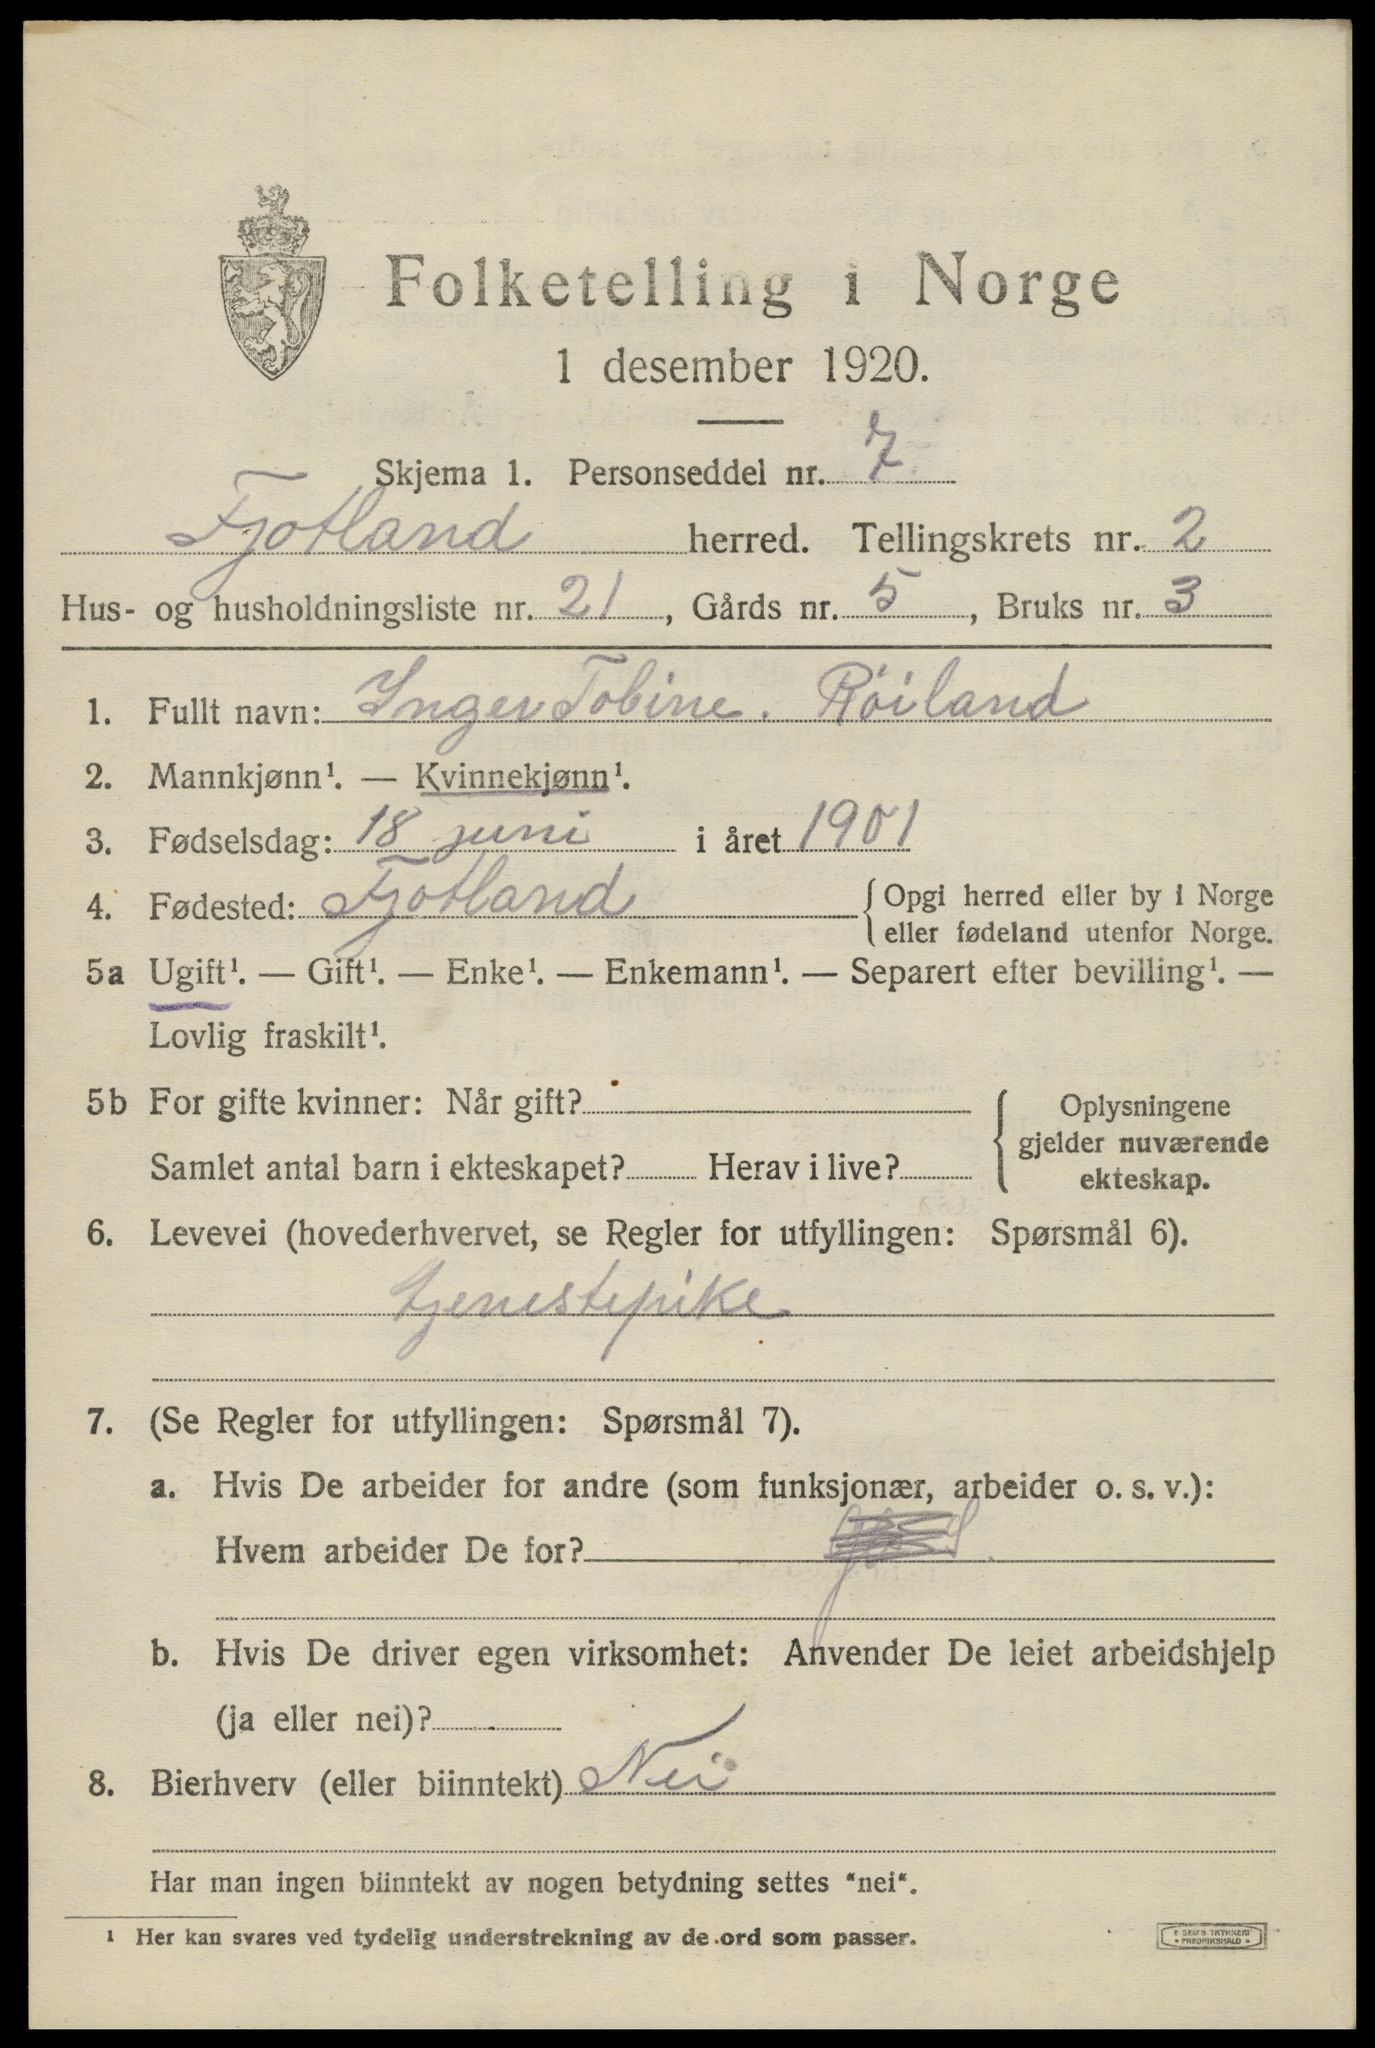 Folketelling i Norge
1 desember 1920.
Skjema 1. Personseddel nr. 7
Fjotland herred. Tellingskrets nr. 2
Hus- og husholdningsliste nr. 21, Gårds nr. 5, Bruks nr. 3
1. Fullt navn: Inger Tobine. Röiland
2. Mannkjønn¹. — Kvinnekjønn¹.
3. Fødselsdag: 18 juni i året 1901
4. Fødested: Fjotland { Opgi herred eller by i Norge
eller fødeland utenfor Norge.
5a Ugift¹. — Gift¹. — Enke¹. — Enkemann¹. — Separert efter bevilling¹. —
Lovlig fraskilt¹.
5b For gifte kvinner: Når gift? { Oplysningene
gjelder nuværende
Samlet antal barn i ekteskapet? Herav i live?
ekteskap.
6. Levevei (hovederhvervet, se Regler for utfyllingen: Spørsmål 6).
tjenestepike
7. (Se Regler for utfyllingen: Spørsmål 7).
a. Hvis De arbeider for andre (som funksjonær, arbeider o. s. v.):
Hvem arbeider De for?
b. Hvis De driver egen virksomhet: Anvender De leiet arbeidshjelp
(ja eller nei)?
8. Bierhverv (eller biinntekt) Nei
Har man ingen biinntekt av nogen betydning settes "nei".
¹ Her kan svares ved tydelig understrekning av de ord som passer.
E SEMS TRYKKERI
FREDRIKSHALD